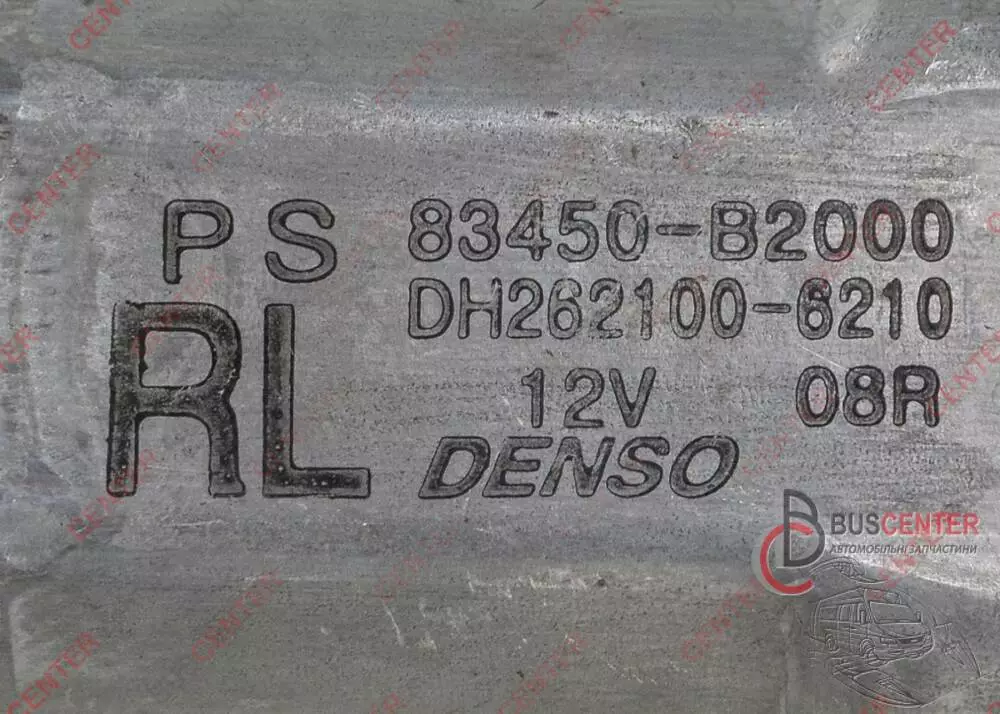 PS 83450-B2000
RL DH262100-6210
12V 08R
DENSO
BUSCENTER
АВТОМОБІЛЬНІ ЗАПЧАСТИНИ